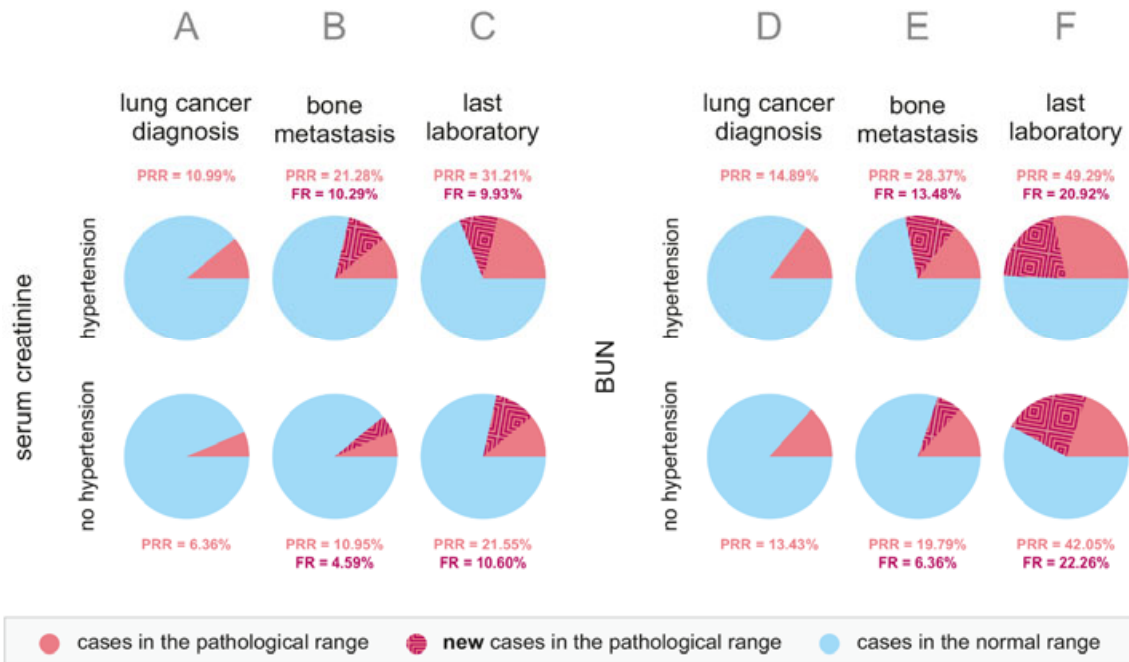 A B C D E F
lung cancer diagnosis
bone metastasis
last laboratory
lung cancer diagnosis
bone metastasis
last laboratory
PRR = 10.99%
PRR = 21.28%
FR = 10.29%
PRR = 31.21%
FR = 9.93%
PRR = 14.89%
PRR = 28.37%
FR = 13.48%
PRR = 49.29%
FR = 20.92%
serum creatinine
hypertension
no hypertension
BUN
hypertension
no hypertension
PRR = 6.36%
PRR = 10.95%
FR = 4.59%
PRR = 21.55%
FR = 10.60%
PRR = 13.43%
PRR = 19.79%
FR = 6.36%
PRR = 42.05%
FR = 22.26%
cases in the pathological range
new cases in the pathological range
cases in the normal range